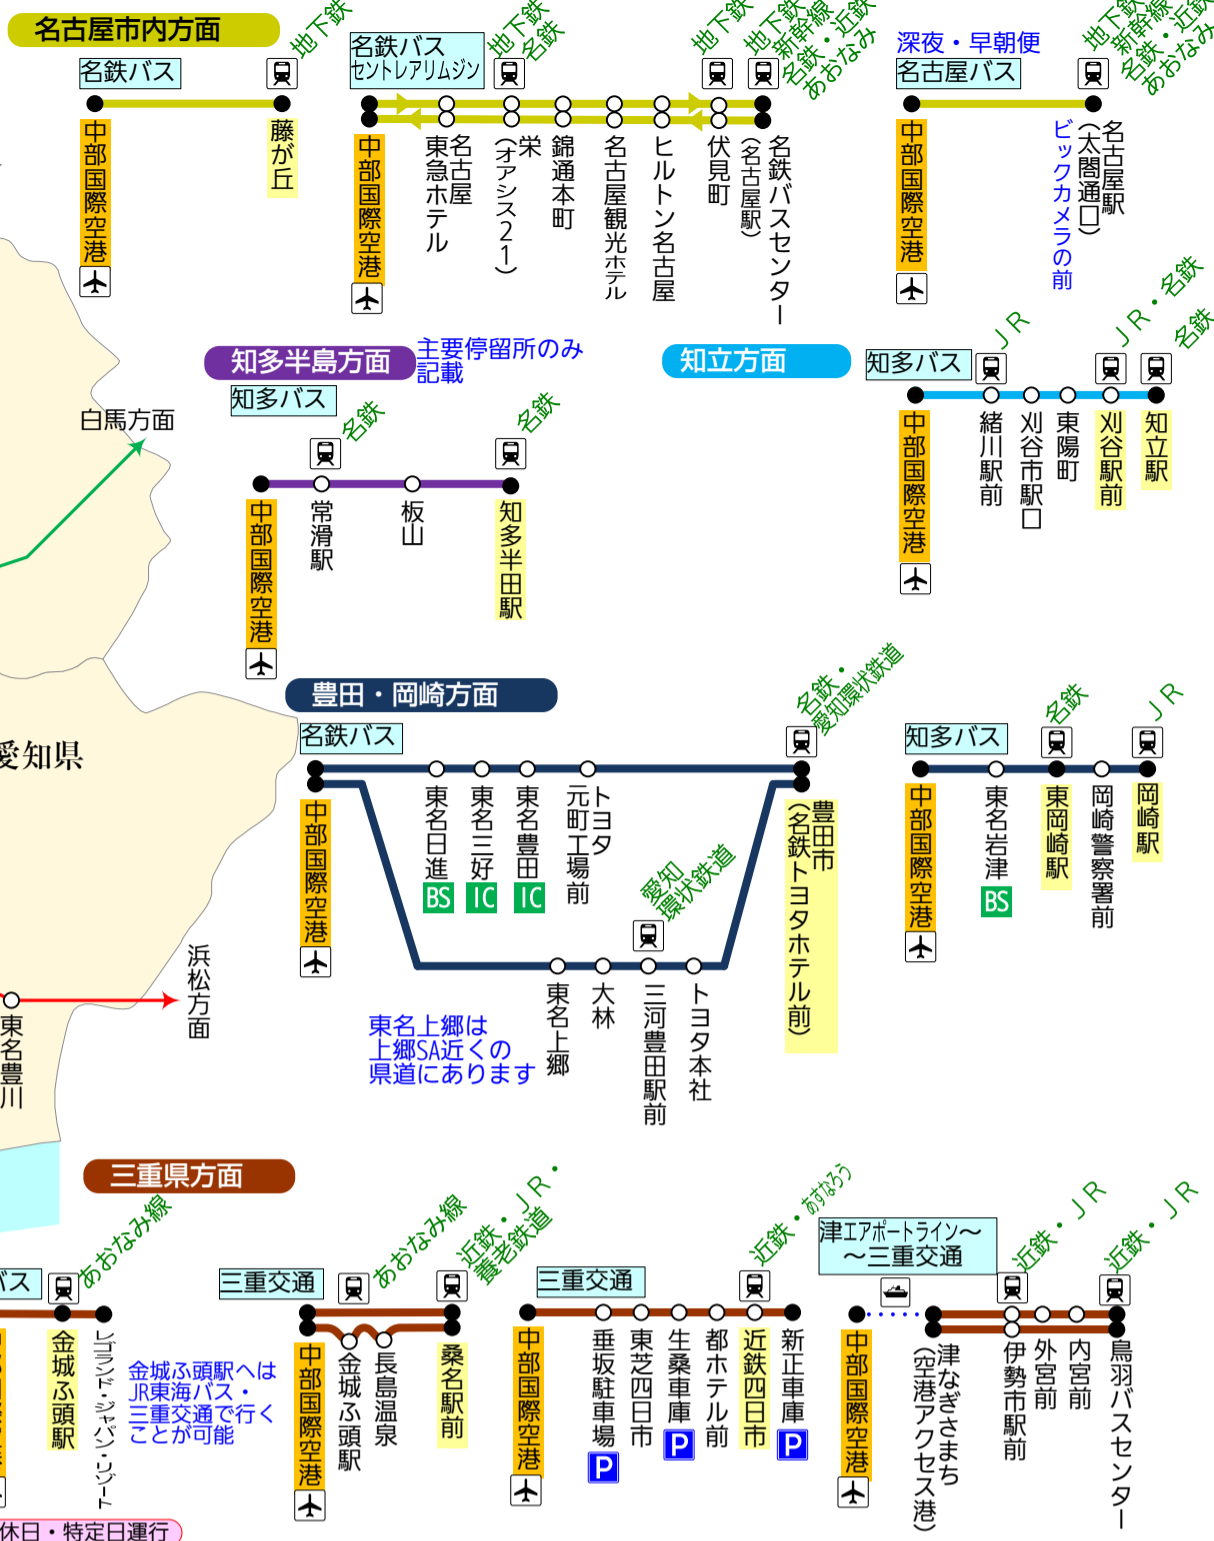 名古屋市内方面
名鉄バス
地下鉄
中部国際空港
藤が丘
名鉄バス
セントレアリムジン
地下鉄
名鉄
地下鉄
地下鉄
新幹線
名鉄・近鉄
あおなみ
中部国際空港
名古屋
東急ホテル
栄
（オアシス21）
錦通本町
名古屋観光ホテル
ヒルトン名古屋
伏見町
名鉄バスセンター
（名古屋駅）
深夜・早朝便
名古屋バス
地下鉄
新幹線
名鉄・近鉄
あおなみ
中部国際空港
名古屋駅
（太閤通口）
ビックカメラの前
知多半島方面
主要停留所のみ
記載
知多バス
名鉄
名鉄
中部国際空港
常滑駅
板山
知多半田駅
知立方面
知多バス
ＪＲ
ＪＲ・名鉄
名鉄
中部国際空港
緒川駅前
刈谷市駅口
東陽町
刈谷駅前
知立駅
白馬方面
愛知県
浜松方面
東名豊川
豊田・岡崎方面
名鉄バス
名鉄・
愛知環状鉄道
中部国際空港
東名日進
BS
東名三好
IC
東名豊田
IC
トヨタ
元町工場前
豊田市
（名鉄トヨタホテル前）
愛知
環状鉄道
東名上郷
大林
三河豊田駅前
トヨタ本社
東名上郷は
上郷SA近くの
県道にあります
知多バス
名鉄
ＪＲ
中部国際空港
東名岩津
BS
東岡崎駅
岡崎警察署前
岡崎駅
三重県方面
バス
あおなみ線
金城ふ頭駅
レゴランド・ジャパン・リゾート
金城ふ頭駅へは
JR東海バス・
三重交通で行く
ことが可能
休日・特定日運行
三重交通
あおなみ線
近鉄・ＪＲ・
養老鉄道
中部国際空港
金城ふ頭駅
長島温泉
桑名駅前
三重交通
近鉄・あすなろう
中部国際空港
垂坂駐車場
P
東芝四日市
生桑車庫
P
都ホテル前
近鉄四日市
新正車庫
P
津エアポートライン～
～三重交通
近鉄・ＪＲ
近鉄・ＪＲ
中部国際空港
津なぎさまち
（空港アクセス港）
伊勢市駅前
外宮前
内宮前
鳥羽バスセンター